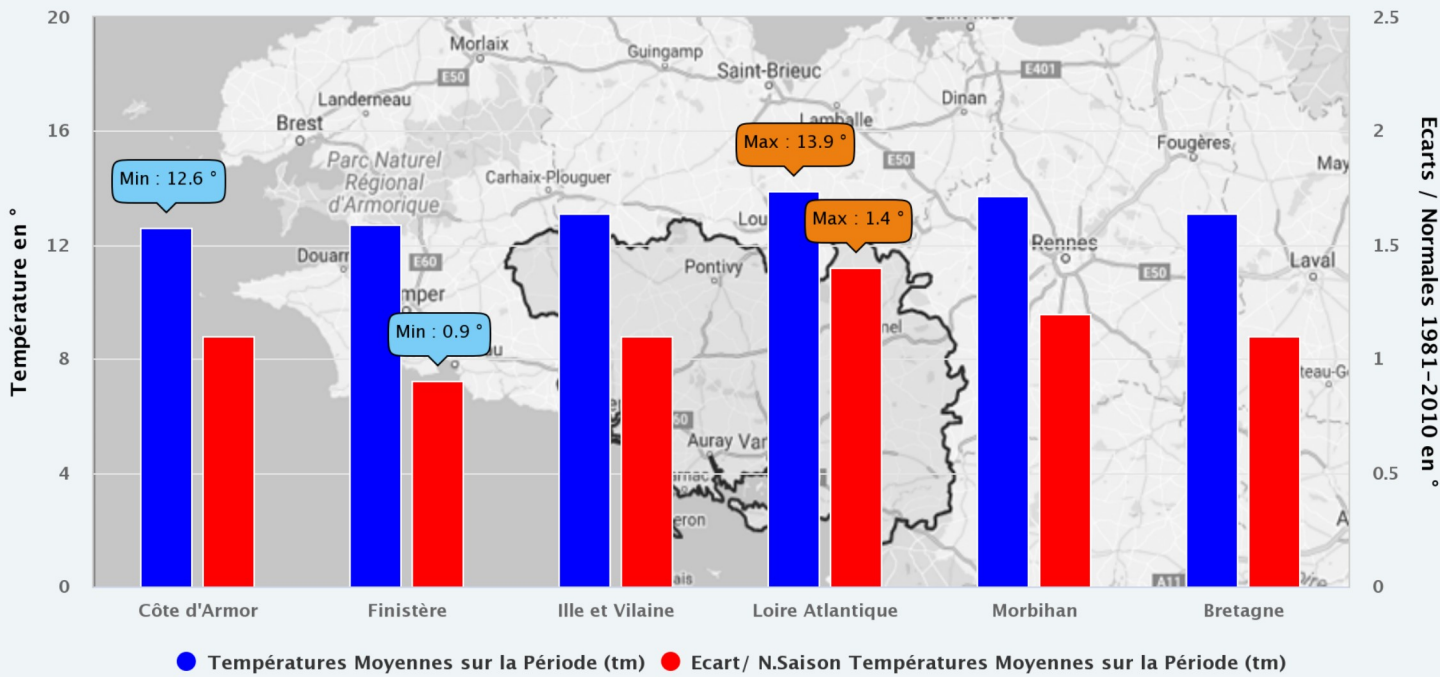 20
2.5
Morlaix
Guingamp
Saint-Brieuc
E50
E401
Landerneau
Dinan
Lamballe
Brest
16
2
Max : 13.9 °
Fougères
Parc Naturel
Régional
d'Armorique
E50
Min : 12.6 °
Carhaix-Plouguer
Max : 1.4 °
Rennes
12
1.5
E60
Pontivy
E50
Laval
Min : 0.9 °
8
1
Auray
4
0.5
0
A11
0
Température en °
Ecarts / Normales 1981-2010 en °
Côte d'Armor
Finistère
Ille et Vilaine
Loire Atlantique
Morbihan
Bretagne
Températures Moyennes sur la Période (tm)
Ecart/ N.Saison Températures Moyennes sur la Période (tm)